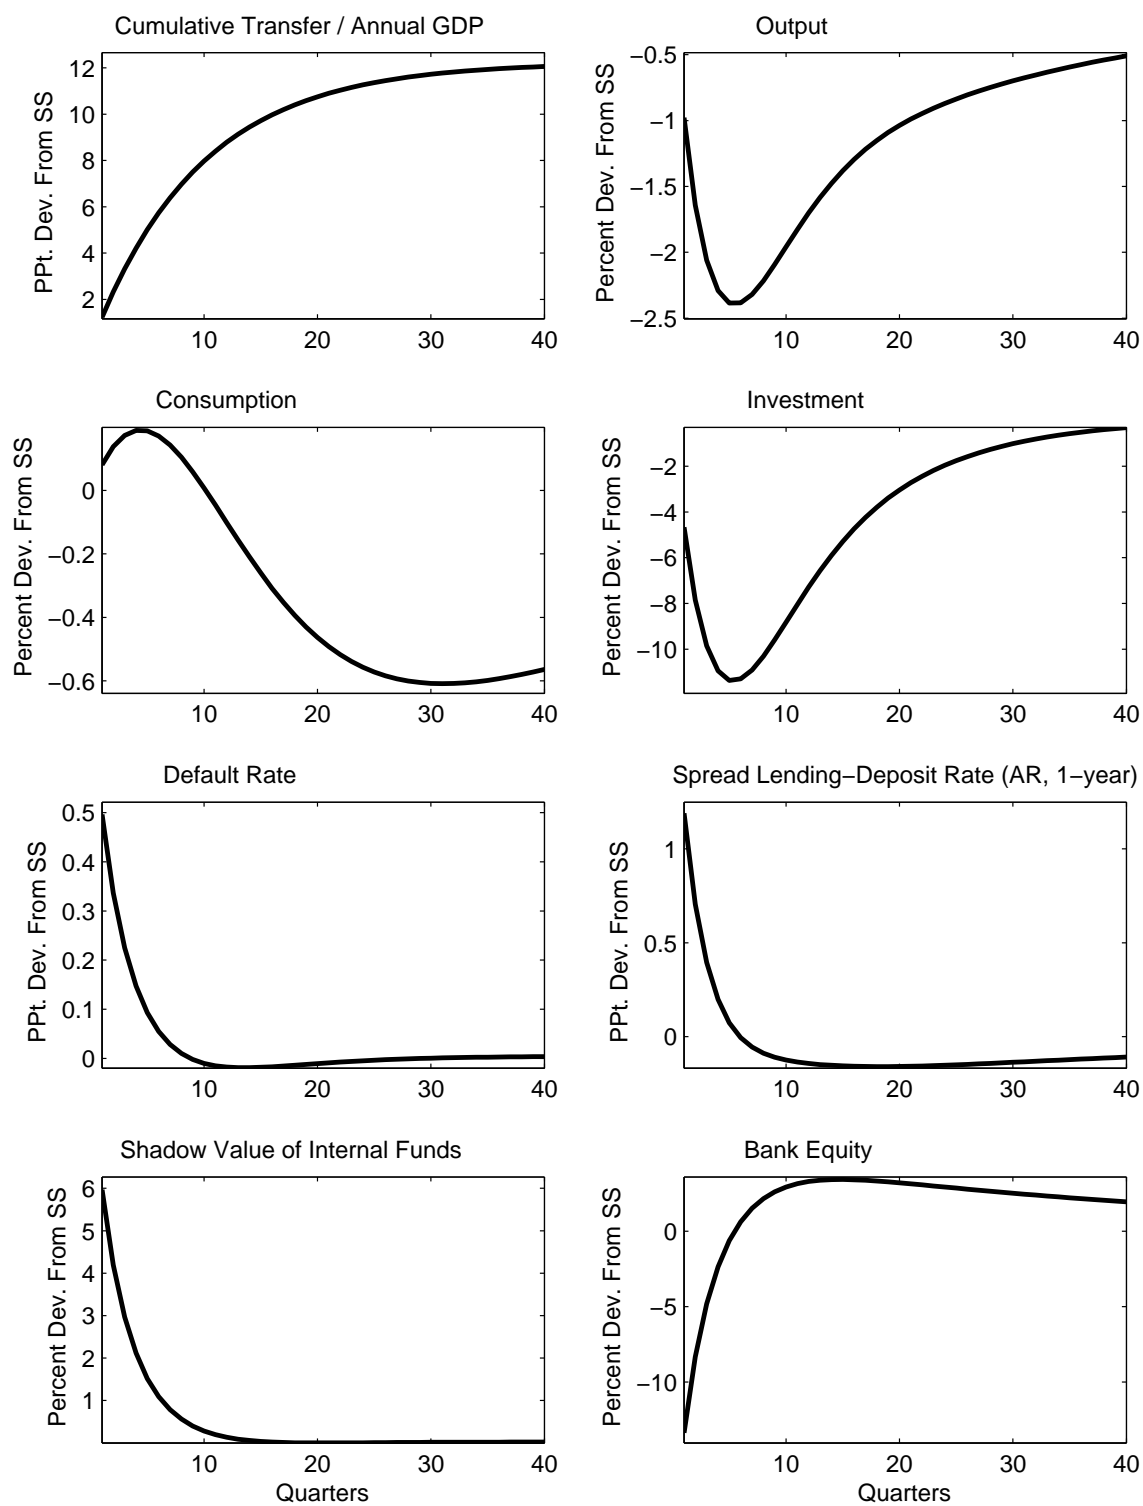 Cumulative Transfer / Annual GDP
PPt. Dev. From SS
12
10
8
6
4
2
10 20 30 40
Output
Percent Dev. From SS
−0.5
−1
−1.5
−2
−2.5
10 20 30 40
Consumption
Percent Dev. From SS
0
−0.2
−0.4
−0.6
10 20 30 40
Investment
Percent Dev. From SS
−2
−4
−6
−8
−10
10 20 30 40
Default Rate
PPt. Dev. From SS
0.5
0.4
0.3
0.2
0.1
0
10 20 30 40
Spread Lending−Deposit Rate (AR, 1−year)
PPt. Dev. From SS
1
0.5
0
10 20 30 40
Shadow Value of Internal Funds
Percent Dev. From SS
6
5
4
3
2
1
10 20 30 40
Quarters
Bank Equity
Percent Dev. From SS
0
−5
−10
10 20 30 40
Quarters